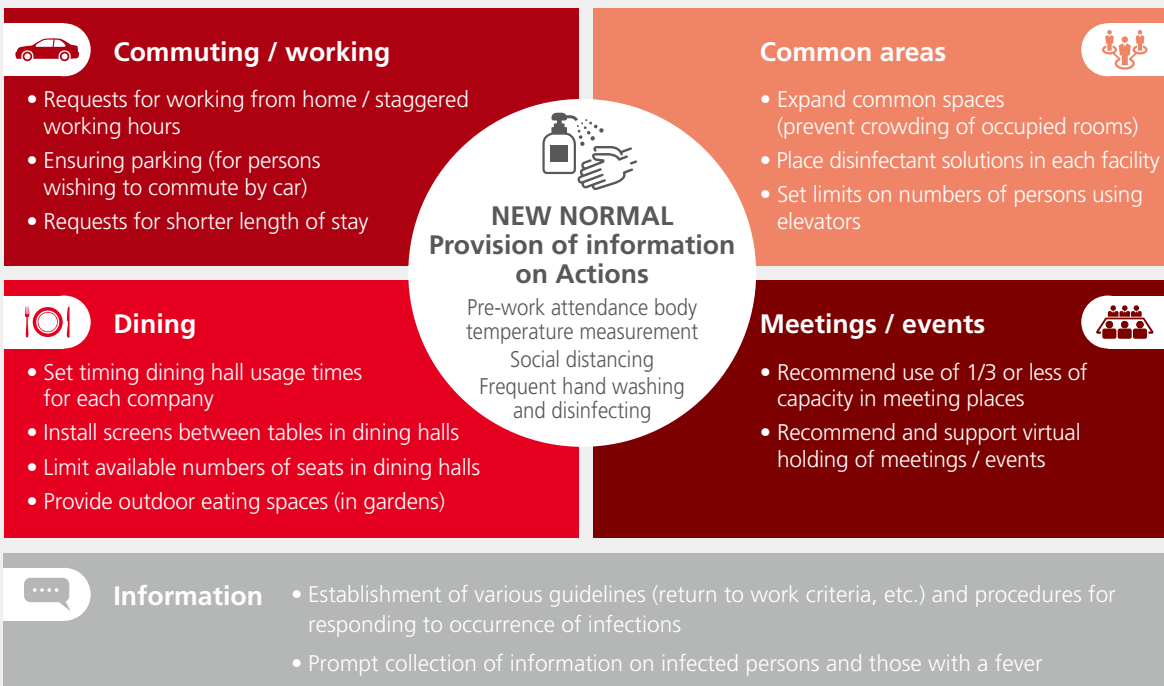 Commuting / working
• Requests for working from home / staggered
working hours
• Ensuring parking (for persons
wishing to commute by car)
• Requests for shorter length of stay
Common areas
• Expand common spaces
(prevent crowding of occupied rooms)
• Place disinfectant solutions in each facility
• Set limits on numbers of persons using
elevators
NEW NORMAL
Provision of information
on Actions
Pre-work attendance body
temperature measurement
Social distancing
Frequent hand washing
and disinfecting
Dining
• Set timing dining hall usage times
for each company
• Install screens between tables in dining halls
• Limit available numbers of seats in dining halls
• Provide outdoor eating spaces (in gardens)
Meetings / events
• Recommend use of 1/3 or less of
capacity in meeting places
• Recommend and support virtual
holding of meetings / events
Information
• Establishment of various guidelines (return to work criteria, etc.) and procedures for
responding to occurrence of infections
• Prompt collection of information on infected persons and those with a fever